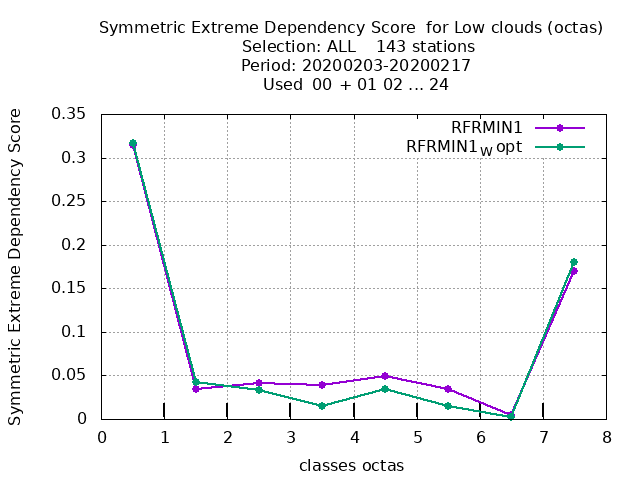 Symmetric Extreme Dependency Score for Low clouds (octas)
Selection: ALL 143 stations
Period: 20200203-20200217
Used 00 + 01 02 ... 24
Symmetric Extreme Dependency Score
0.35
0.3
0.25
0.2
0.15
0.1
0.05
0
RFRMIN1
RFRMIN1W opt
0 1 2 3 4 5 6 7 8
classes octas